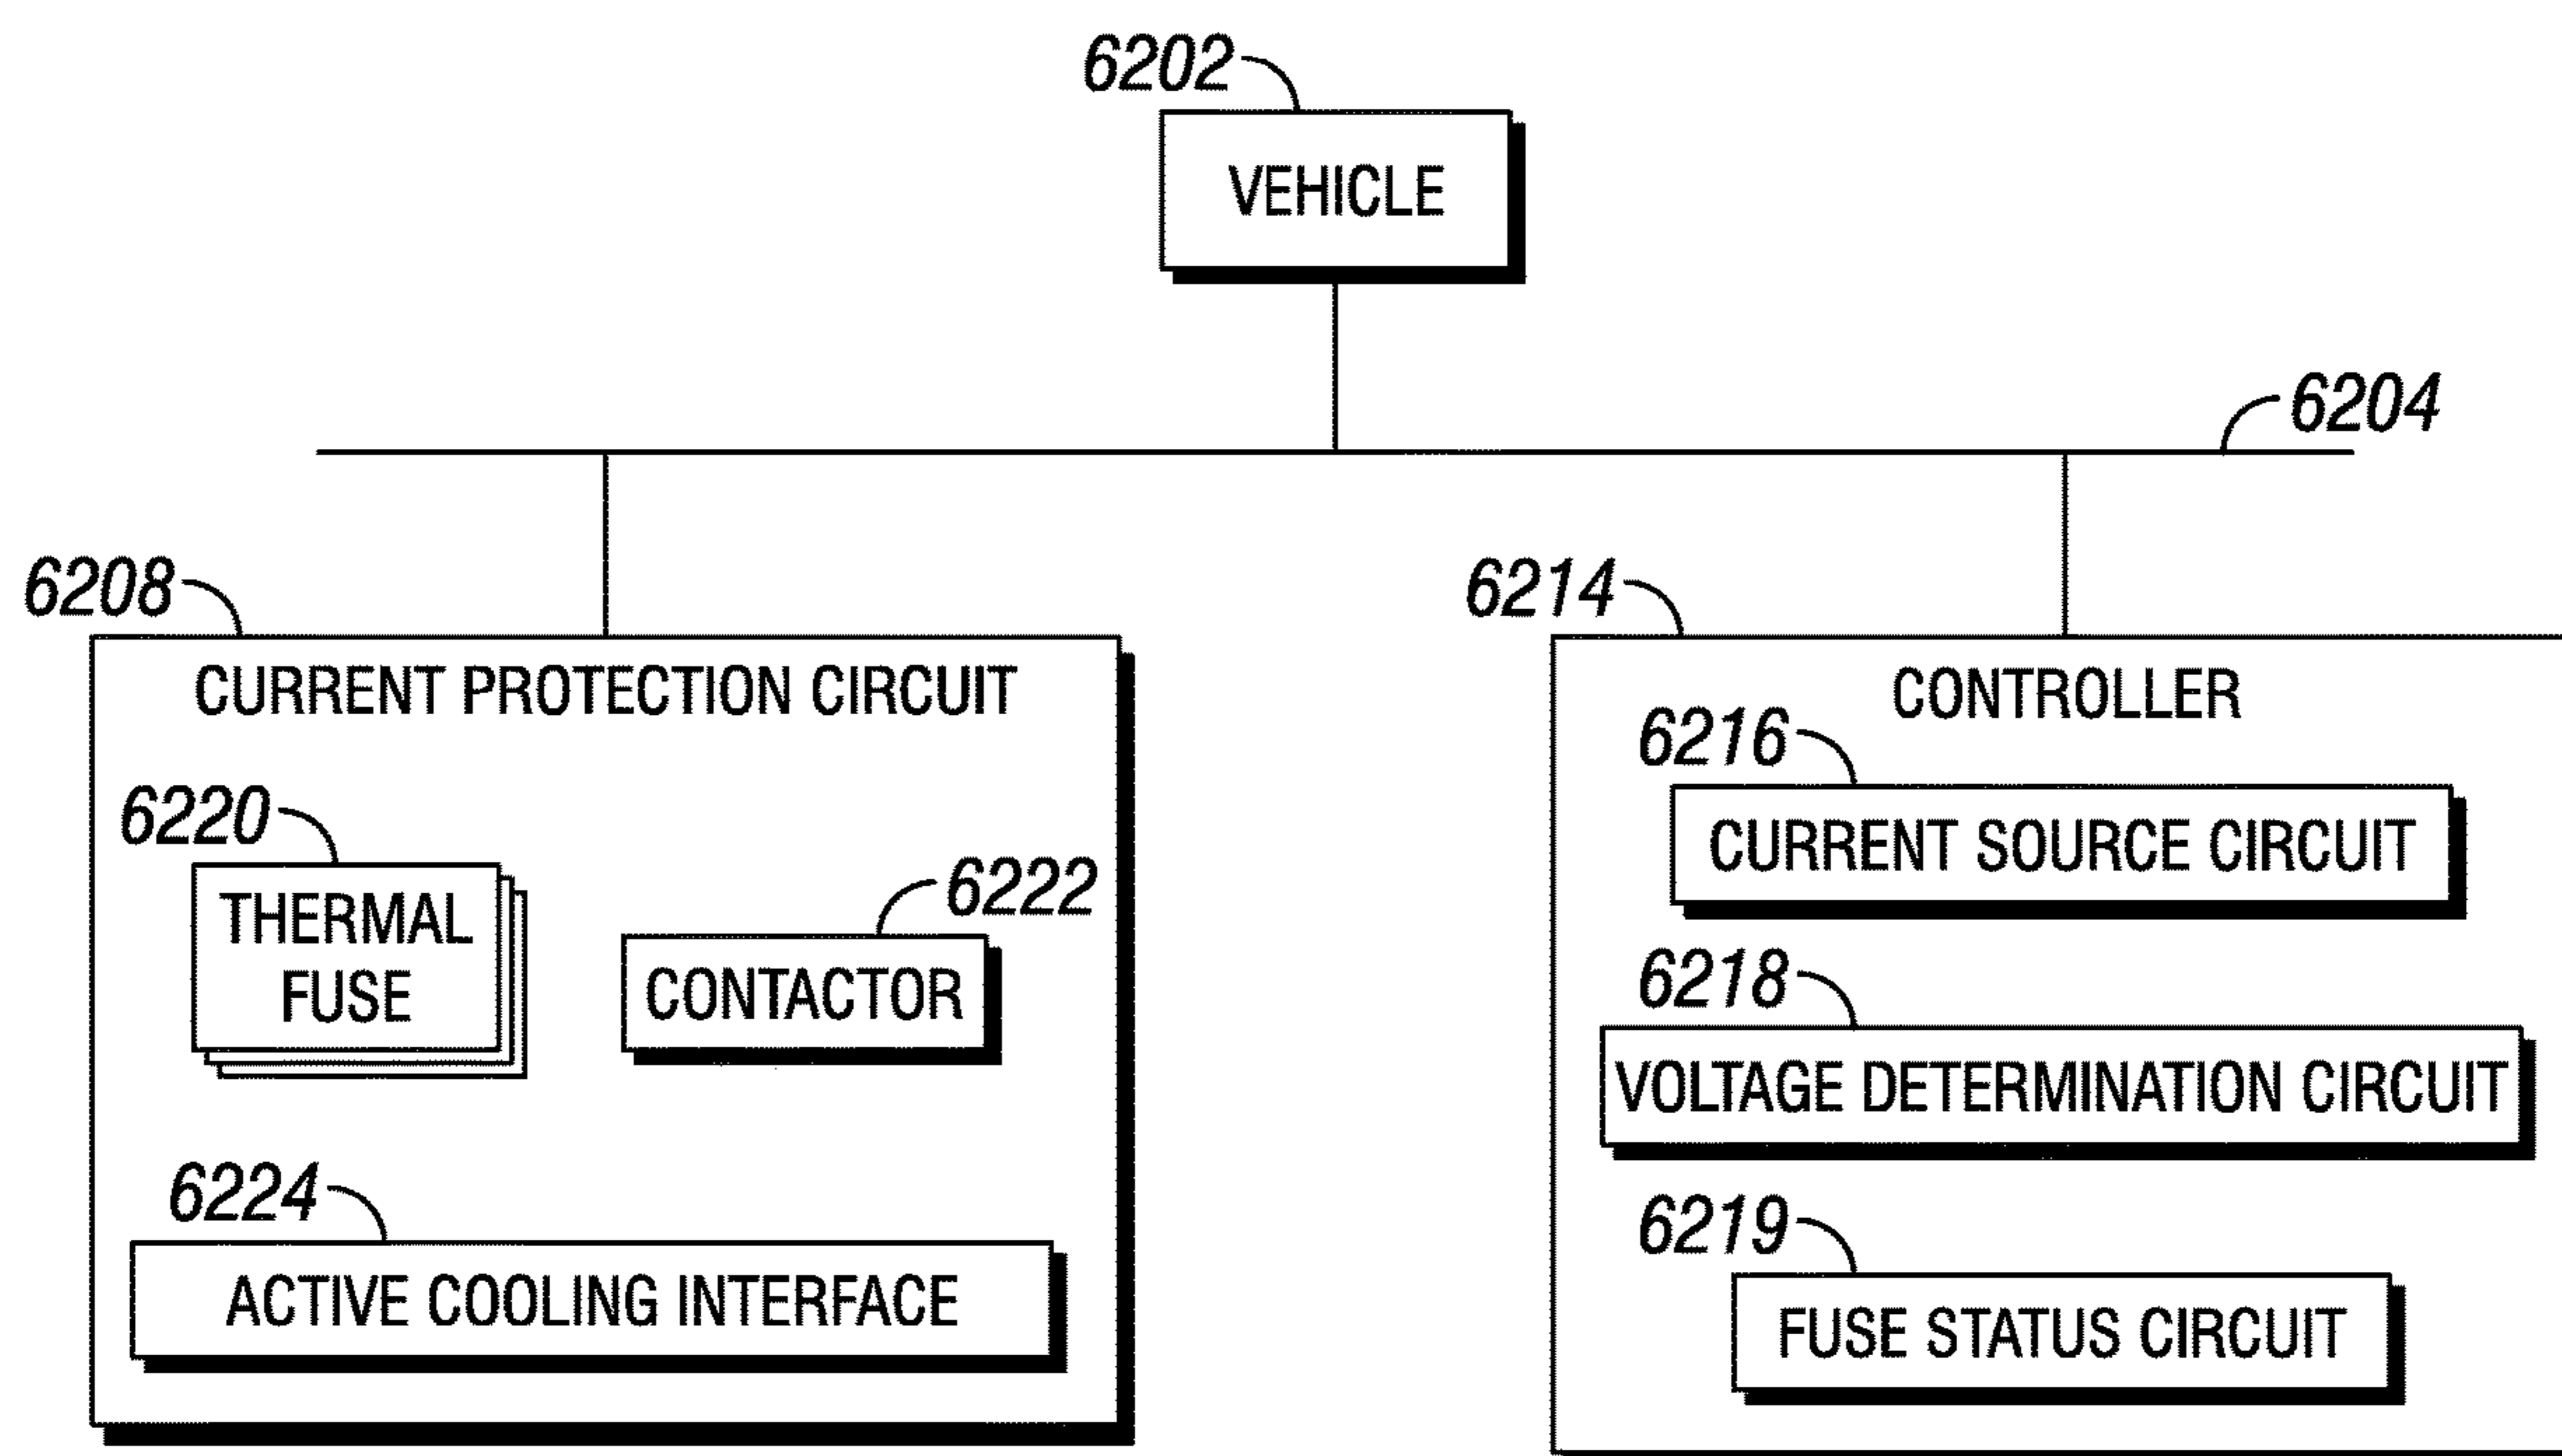 6202
VEHICLE
6204
6208
CURRENT PROTECTION CIRCUIT
6220
THERMAL
FUSE
6222
CONTACTOR
6224
ACTIVE COOLING INTERFACE
6214
CONTROLLER
6216
CURRENT SOURCE CIRCUIT
6218
VOLTAGE DETERMINATION CIRCUIT
6219
FUSE STATUS CIRCUIT